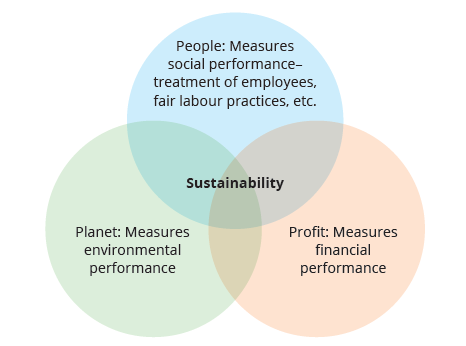 People: Measures
social performance–
treatment of employees,
fair labour practices, etc.
Sustainability
Planet: Measures
environmental
performance
Profit: Measures
financial
performance